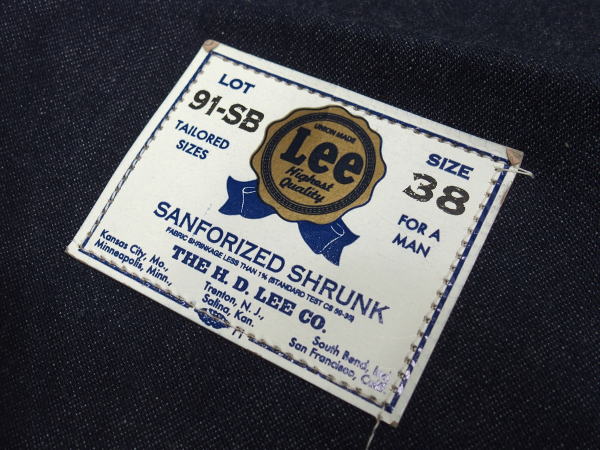 LOT
91-SB
TAILORED
SIZES
UNION MADE
Lee
Highest
Quality
SIZE
38
FOR A
MAN
SANFORIZED SHRUNK
FABRIC SHRINKAGE LESS THAN 1% (STANDARD TEST CS 59-36)
THE H. D. LEE CO.
Kansas City, Mo.,
Minneapolis, Minn.,
Trenton, N. J.,
Salina, Kan.
South Bend, Ind.
San Francisco, Calif.